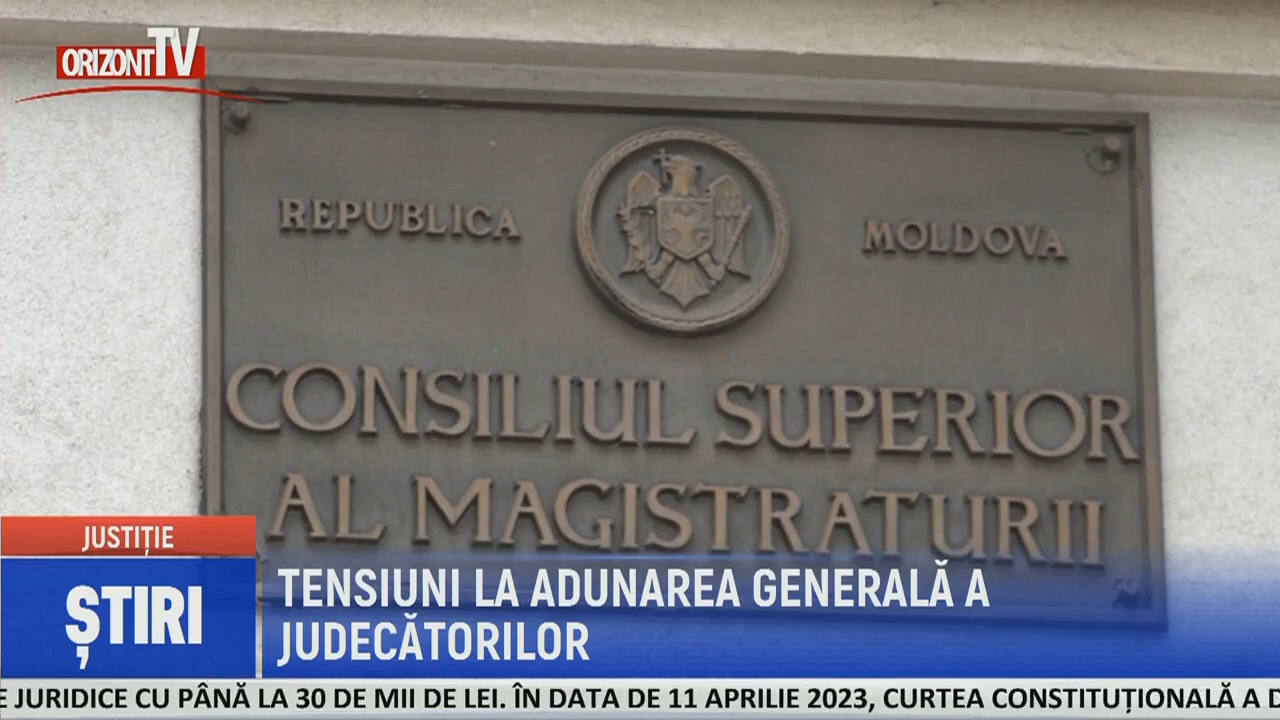 ORIZONT TV
REPUBLICA MOLDOVA
CONSILIUL SUPERIOR
AL MAGISTRATURII
JUSTIȚIE
ȘTIRI
TENSIUNI LA ADUNAREA GENERALĂ A
JUDECĂTORILOR
E JURIDICE CU PÂNĂ LA 30 DE MII DE LEI. ÎN DATA DE 11 APRILIE 2023, CURTEA CONSTITUȚIONALĂ A D